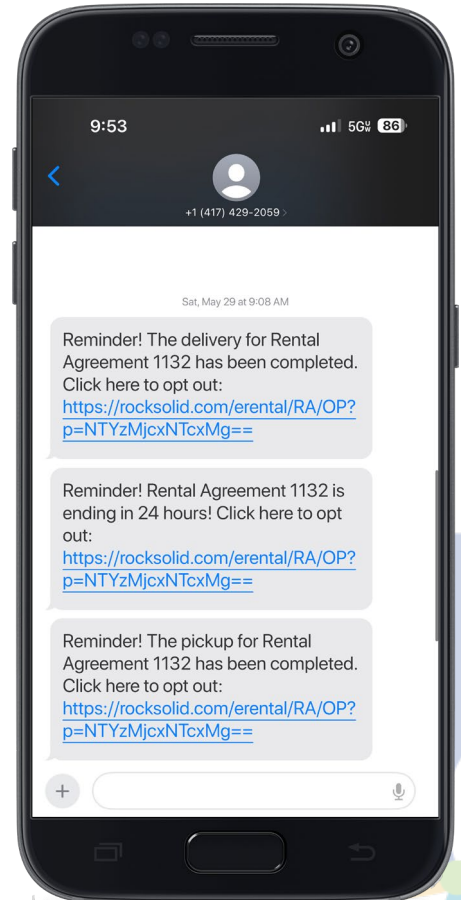 9:53
5G UW 86
+1 (417) 429-2059 >
Sat, May 29 at 9:08 AM
Reminder! The delivery for Rental
Agreement 1132 has been completed.
Click here to opt out:
https://rocksolid.com/erental/RA/OP?
p=NTYzMjcxNTcxMg==
Reminder! Rental Agreement 1132 is
ending in 24 hours! Click here to opt
out:
https://rocksolid.com/erental/RA/OP?
p=NTYzMjcxNTcxMg==
Reminder! The pickup for Rental
Agreement 1132 has been completed.
Click here to opt out:
https://rocksolid.com/erental/RA/OP?
p=NTYzMjcxNTcxMg==